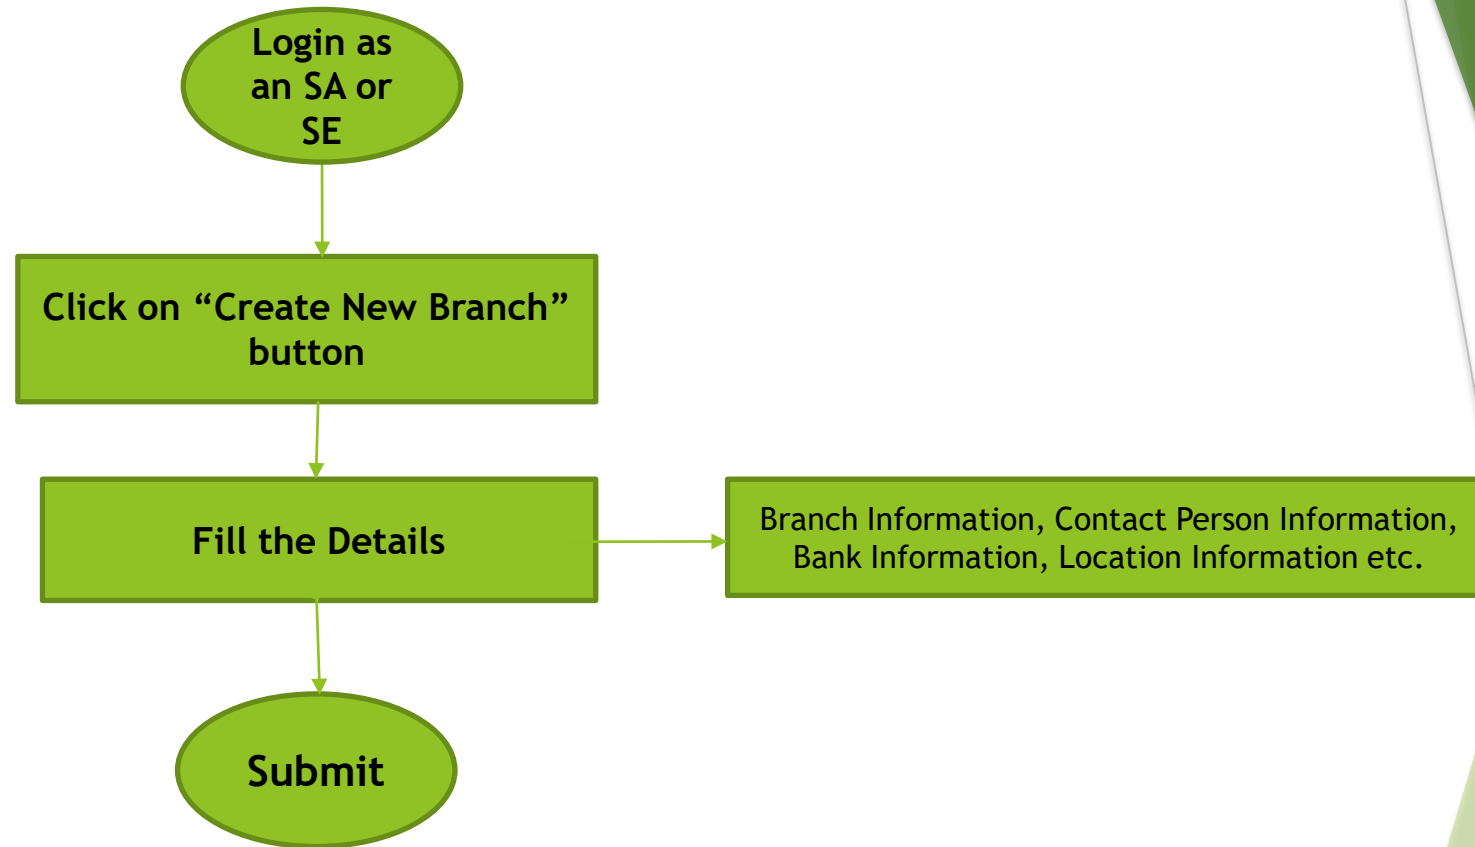 Login as
an SA or
SE
Click on “Create New Branch”
button
Fill the Details
Branch Information, Contact Person Information,
Bank Information, Location Information etc.
Submit